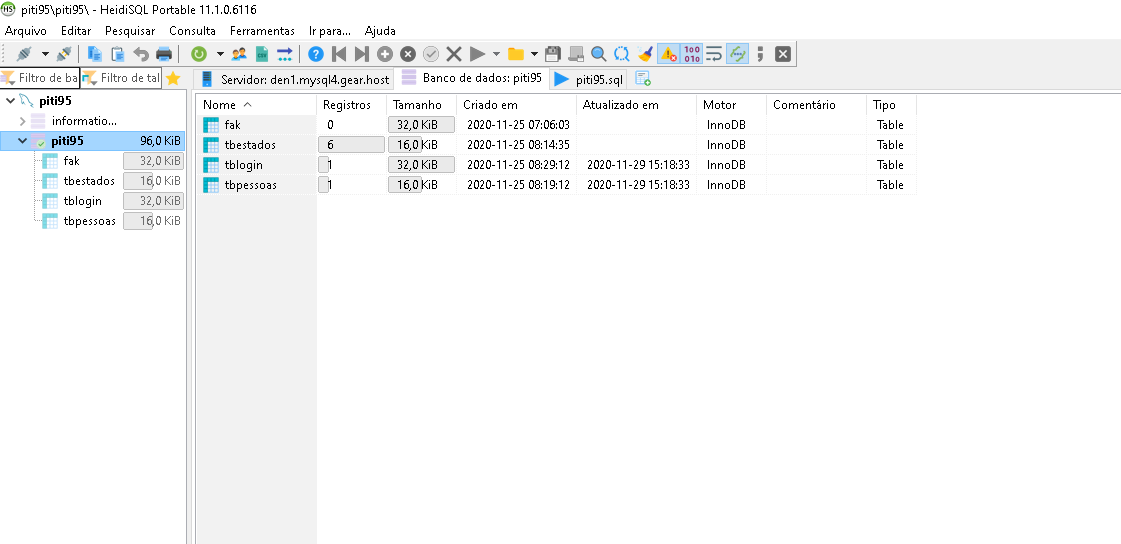 HS piti95\piti95\ - HeidiSQL Portable 11.1.0.6116
Arquivo Editar Pesquisar Consulta Ferramentas Ir para... Ajuda
Filtro de ba Filtro de tal Servidor: den1.mysql4.gear.host Banco de dados: piti95 piti95.sql
piti95
informatio...
piti95 96,0 KiB
fak 32,0 KiB
tbestados 16,0 KiB
tblogin 32,0 KiB
tbpessoas 16,0 KiB
Nome Registros Tamanho Criado em Atualizado em Motor Comentário Tipo
fak 0 32,0 KiB 2020-11-25 07:06:03 InnoDB Table
tbestados 6 16,0 KiB 2020-11-25 08:14:35 InnoDB Table
tblogin 1 32,0 KiB 2020-11-25 08:29:12 2020-11-29 15:18:33 InnoDB Table
tbpessoas 1 16,0 KiB 2020-11-25 08:19:12 2020-11-29 15:18:33 InnoDB Table